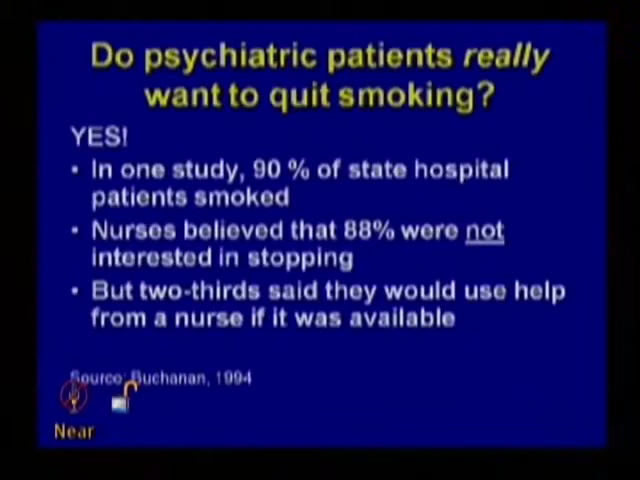 Do psychiatric patients really
want to quit smoking?
YES!
• In one study, 90 % of state hospital
patients smoked
• Nurses believed that 88% were not
interested in stopping
• But two-thirds said they would use help
from a nurse if it was available
Source: Buchanan, 1994
Near